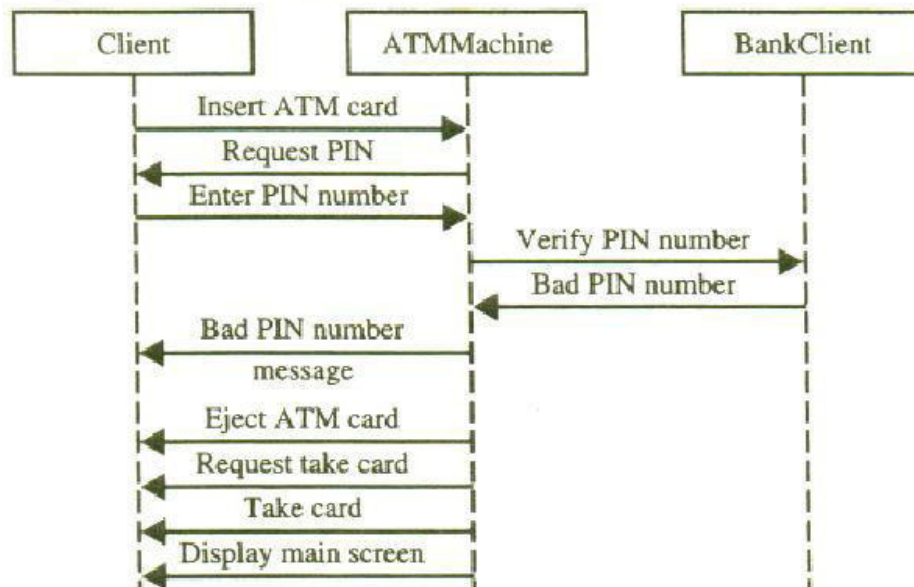 Client
ATMMachine
BankClient
Insert ATM card
Request PIN
Enter PIN number
Verify PIN number
Bad PIN number
Bad PIN number
message
Eject ATM card
Request take card
Take card
Display main screen